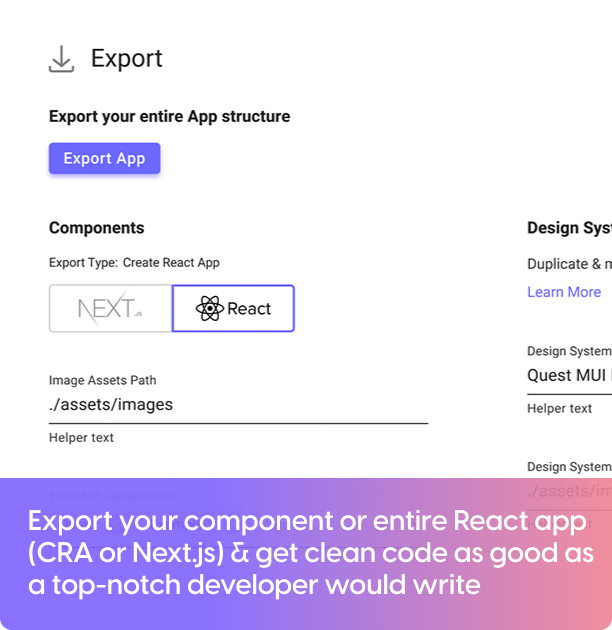 Export
Export your entire App structure
Export App
Components
Export Type: Create React App
NEXT.JS
React
Image Assets Path
./assets/images
Helper text
Excluded Components
Design Sys
Duplicate & m
Learn More
Design System
Quest MUI
Helper text
Design System
./assets/im
Export your component or entire React app
(CRA or Next.js) & get clean code as good as
a top-notch developer would write